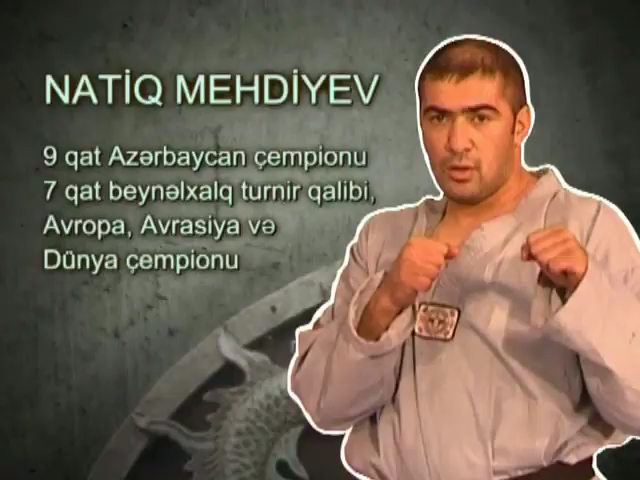 NATİQ MEHDİYEV
9 qat Azərbaycan çempionu
7 qat beynəlxalq turnir qalibi,
Avropa, Avrasiya və
Dünya çempionu